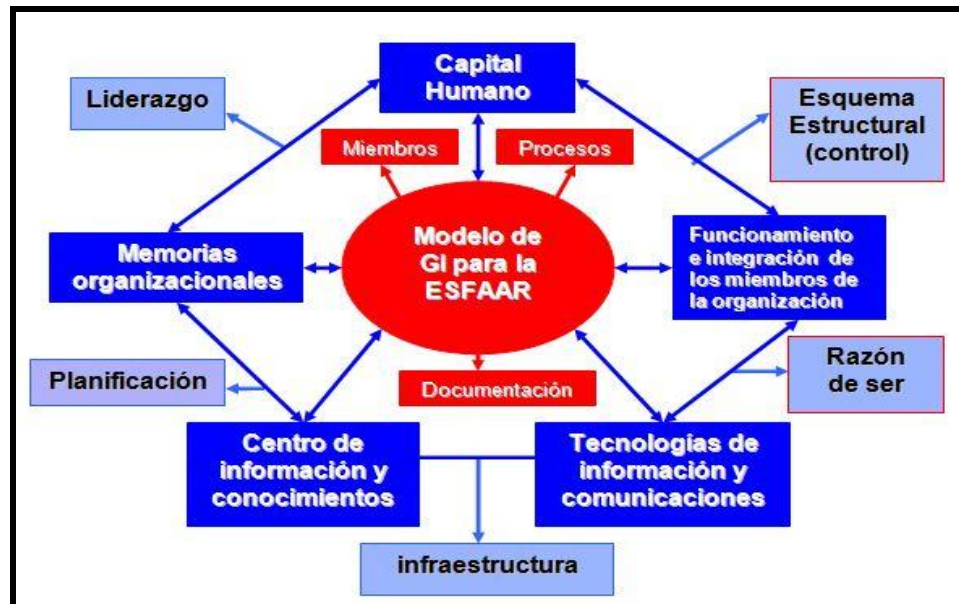 Capital
Humano
Liderazgo
Esquema
Estructural
(control)
Miembros
Procesos
Memorias
organizacionales
Modelo de
GI para la
ESFAAR
Funcionamiento
e integración de
los miembros de
la organización
Planificación
Documentación
Razón
de ser
Centro de
información y
conocimientos
Tecnologías de
información y
comunicaciones
infraestructura